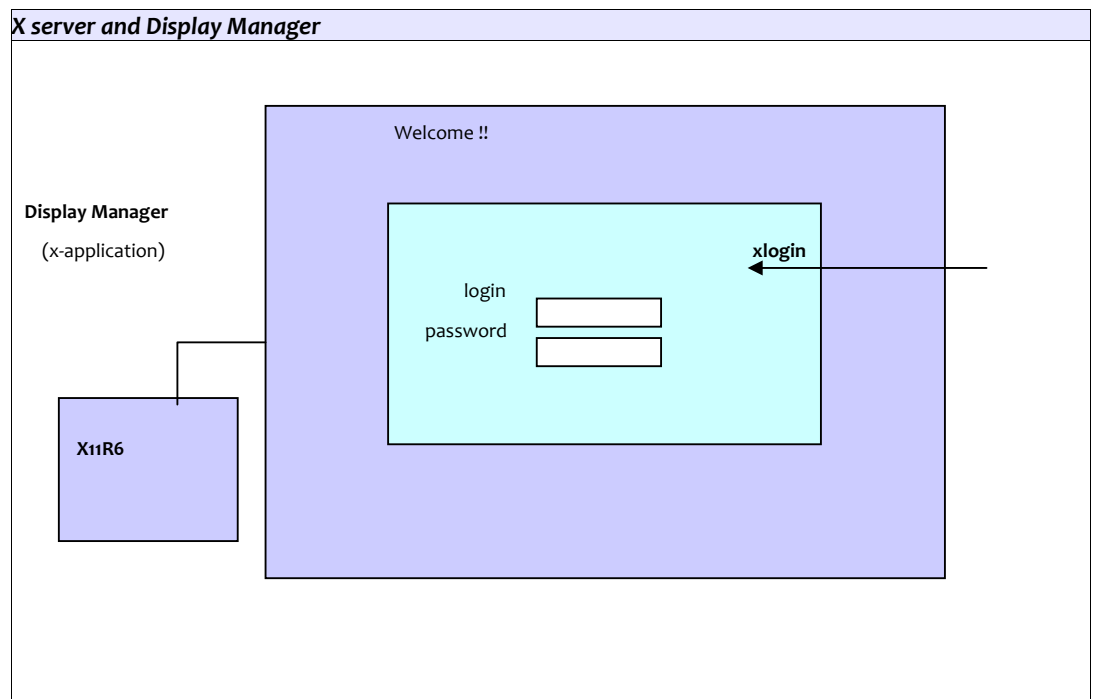 X server and Display Manager
Welcome !!
Display Manager
(x-application)
xlogin
login
password
X11R6